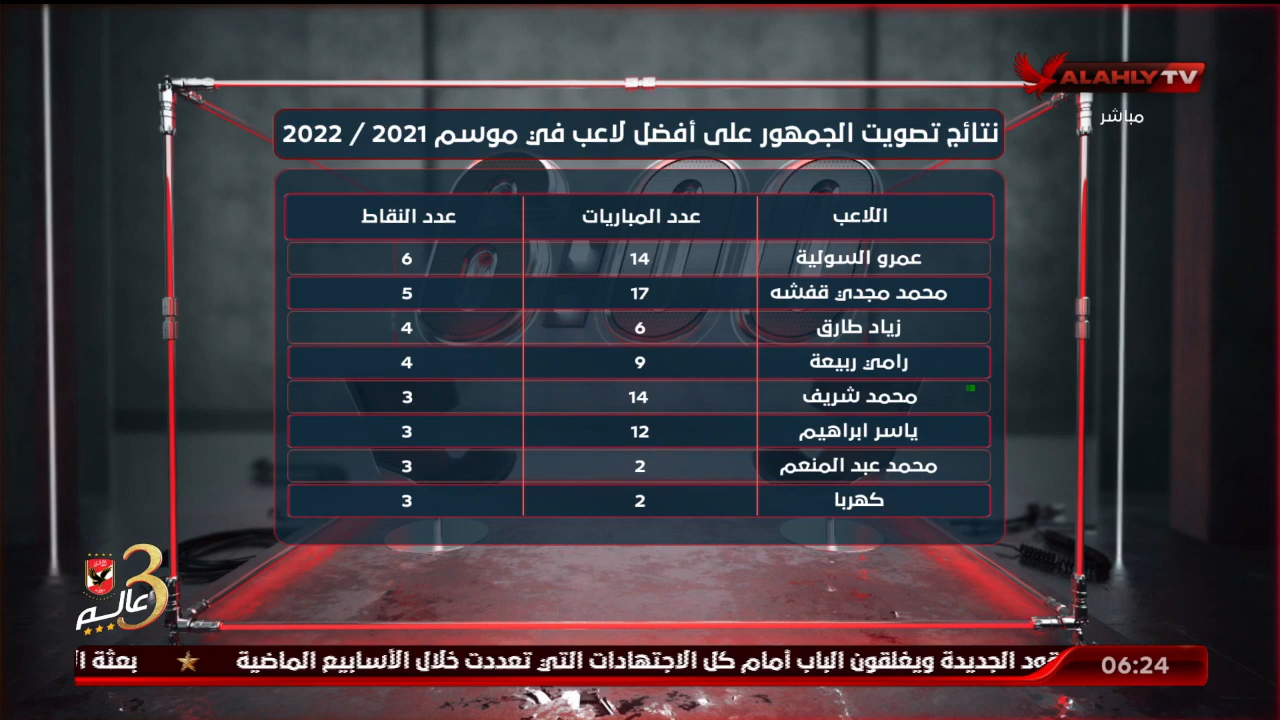 ALAHLY TV
مباشر
نتائج تصويت الجمهور على أفضل لاعب في موسم 2021 / 2022
اللاعب عدد المباريات عدد النقاط
عمرو السولية 14 6
محمد مجدي قفشه 17 5
زياد طارق 6 4
رامي ربيعة 9 4
محمد شريف 14 3
ياسر ابراهيم 12 3
محمد عبد المنعم 2 3
كهربا 2 3
3 عالم
06:24 الجديدة ويغلقون الباب أمام كل الاجتهادات التي تعددت خلال الأسابيع الماضية بعثة